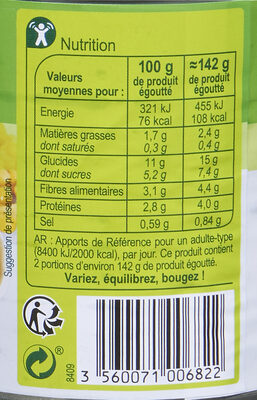 Nutrition
Valeurs moyennes pour : 100 g de produit égoutté ≈142 g de produit égoutté
Energie 321 kJ 76 kcal 455 kJ 108 kcal
Matières grasses 1,7 g 2,4 g
dont saturés 0,3 g 0,4 g
Glucides 11 g 15 g
dont sucres 5,2 g 7,4 g
Fibres alimentaires 3,1 g 4,4 g
Protéines 2,8 g 4,0 g
Sel 0,59 g 0,84 g
AR : Apports de Référence pour un adulte-type
(8400 kJ/2000 kcal), par jour. Ce produit contient
2 portions d'environ 142 g de produit égoutté.
Variez, équilibrez, bougez !
Suggestion de présentation
8409
3 560071 006822